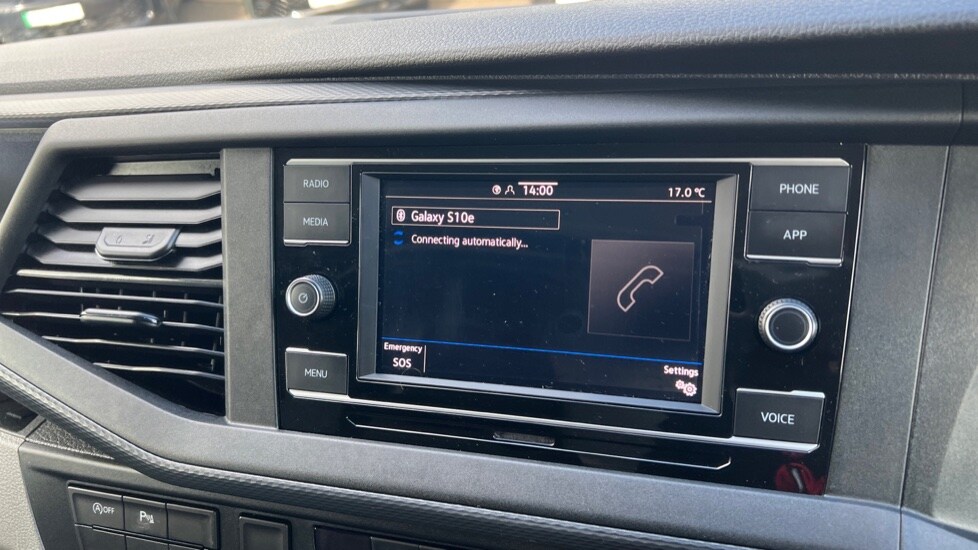 14:00
17.0 °C
RADIO
MEDIA
Galaxy S10e
Connecting automatically...
PHONE
APP
Emergency
SOS
Settings
MENU
VOICE
A OFF
P